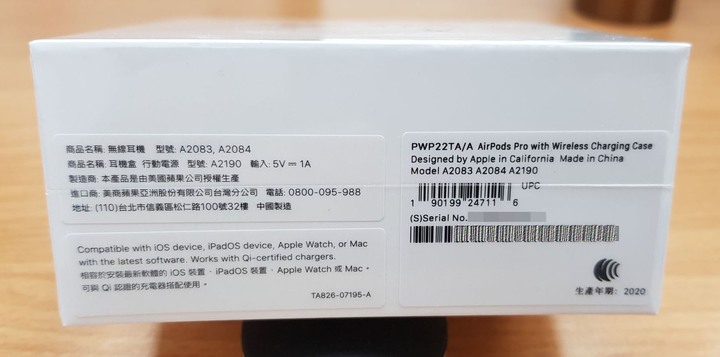 商品名稱: 無線耳機 型號: A2083, A2084
商品名稱: 耳機盒 行動電源 型號: A2190 輸入: 5V⎓1A
製造商: 本產品是由美國蘋果公司授權生產
進口商: 美商蘋果亞洲股份有限公司台灣分公司 電話: 0800-095-988
地址: (110)台北市信義區松仁路100號32樓 中國製造
Compatible with iOS device, iPadOS device, Apple Watch, or Mac
with the latest software. Works with Qi-certified chargers.
相容於安裝最新軟體的 iOS 裝置、iPadOS 裝置、Apple Watch 或 Mac。
可與 Qi 認證的充電器搭配使用。
TA826-07195-A
PWP22TA/A AirPods Pro with Wireless Charging Case
Designed by Apple in California Made in China
Model A2083 A2084 A2190
UPC
1 90199 24711 6
(S)Serial No.
生產年期: 2020